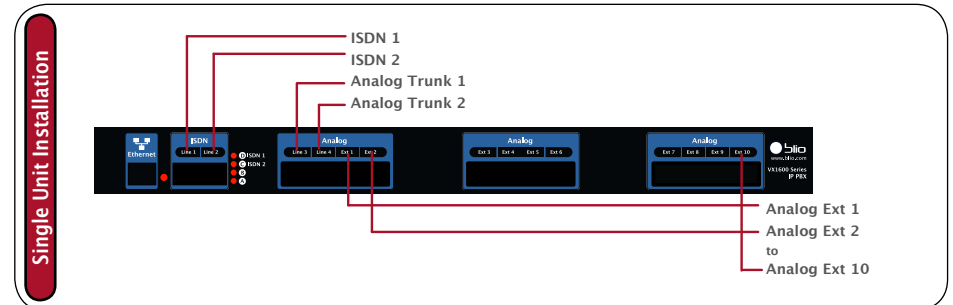 Single Unit Installation
ISDN 1
ISDN 2
Analog Trunk 1
Analog Trunk 2
Ethernet
ISDN
Line 1 Line 2
D ISDN 1
C ISDN 2
B
A
Analog
Line 3 Line 4 Ext 1 Ext 2
Analog
Ext 3 Ext 4 Ext 5 Ext 6
Analog
Ext 7 Ext 8 Ext 9 Ext 10
blio
www.blio.com
VX1600 Series
IP PBX
Analog Ext 1
Analog Ext 2
to
Analog Ext 10